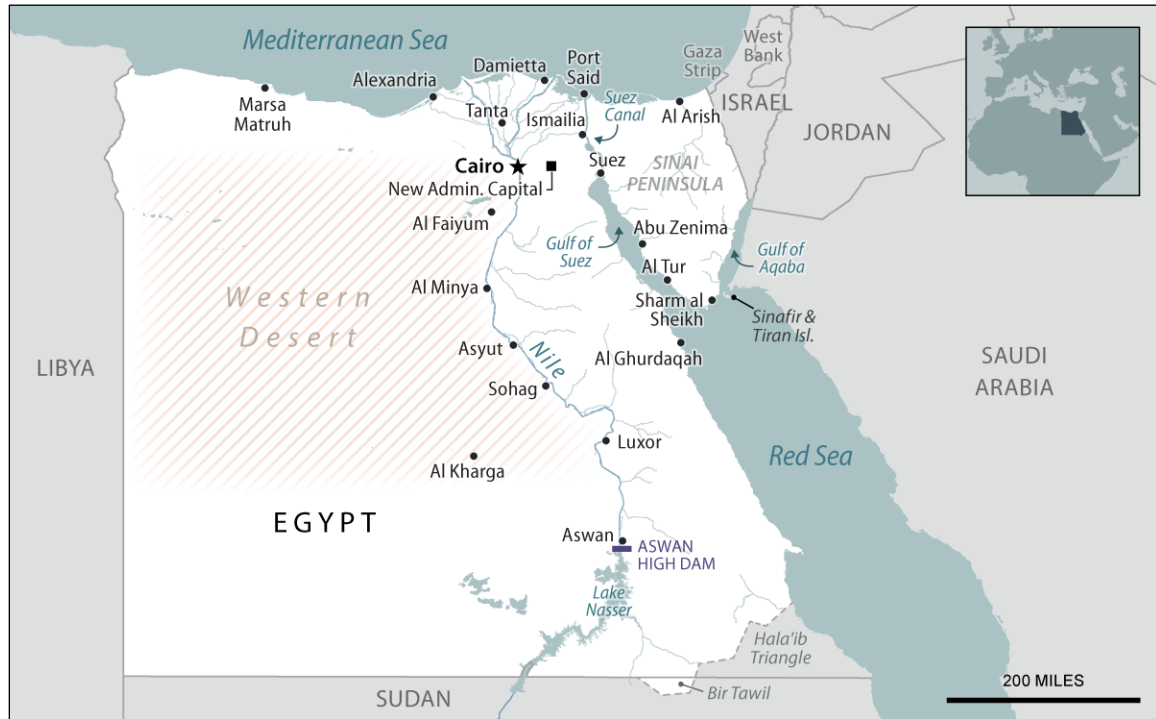 Mediterranean Sea
West
Bank
Gaza
Strip
Port
Said
Damietta
Alexandria
Marsa
Matruh
Tanta
Ismailia
Suez
Canal
Al Arish
ISRAEL
JORDAN
Cairo
New Admin. Capital
Suez
SINAI
PENINSULA
Al Faiyum
Abu Zenima
Gulf of
Suez
Gulf of
Aqaba
Al Tur
Al Minya
Western
Desert
Sharm al
Sheikh
Sinafir &
Tiran Isl.
Asyut
Nile
Al Ghurdaqah
LIBYA
SAUDI
ARABIA
Sohag
Luxor
Red Sea
Al Kharga
EGYPT
Aswan
ASWAN
HIGH DAM
Lake
Nasser
Hala'ib
Triangle
Bir Tawil
SUDAN
200 MILES